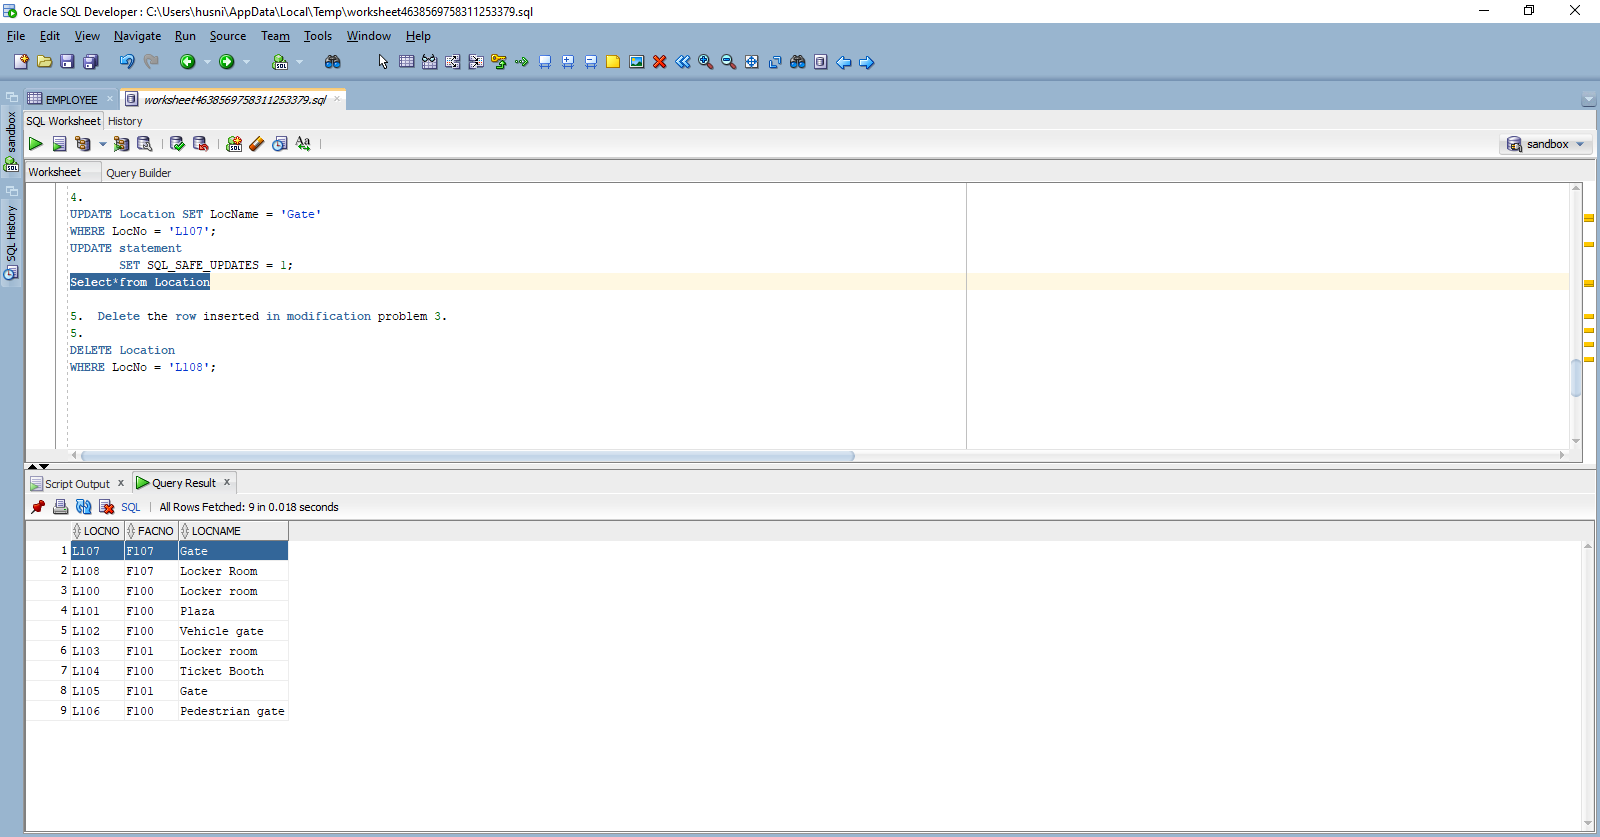 Oracle SQL Developer : C:\Users\husni\AppData\Local\Temp\worksheet4638569758311253379.sql
File Edit View Navigate Run Source Team Tools Window Help
EMPLOYEE worksheet4638569758311253379.sql
sandbox
SQL History
SQL Worksheet History
sandbox
Worksheet Query Builder
4.
UPDATE Location SET LocName = 'Gate'
WHERE LocNo = 'L107';
UPDATE statement
SET SQL_SAFE_UPDATES = 1;
Select*from Location
5. Delete the row inserted in modification problem 3.
5.
DELETE Location
WHERE LocNo = 'L108';
Script Output x Query Result x
SQL All Rows Fetched: 9 in 0.018 seconds
LOCNO FACNO LOCNAME
1 L107 F107 Gate
2 L108 F107 Locker Room
3 L100 F100 Locker room
4 L101 F100 Plaza
5 L102 F100 Vehicle gate
6 L103 F101 Locker room
7 L104 F100 Ticket Booth
8 L105 F101 Gate
9 L106 F100 Pedestrian gate